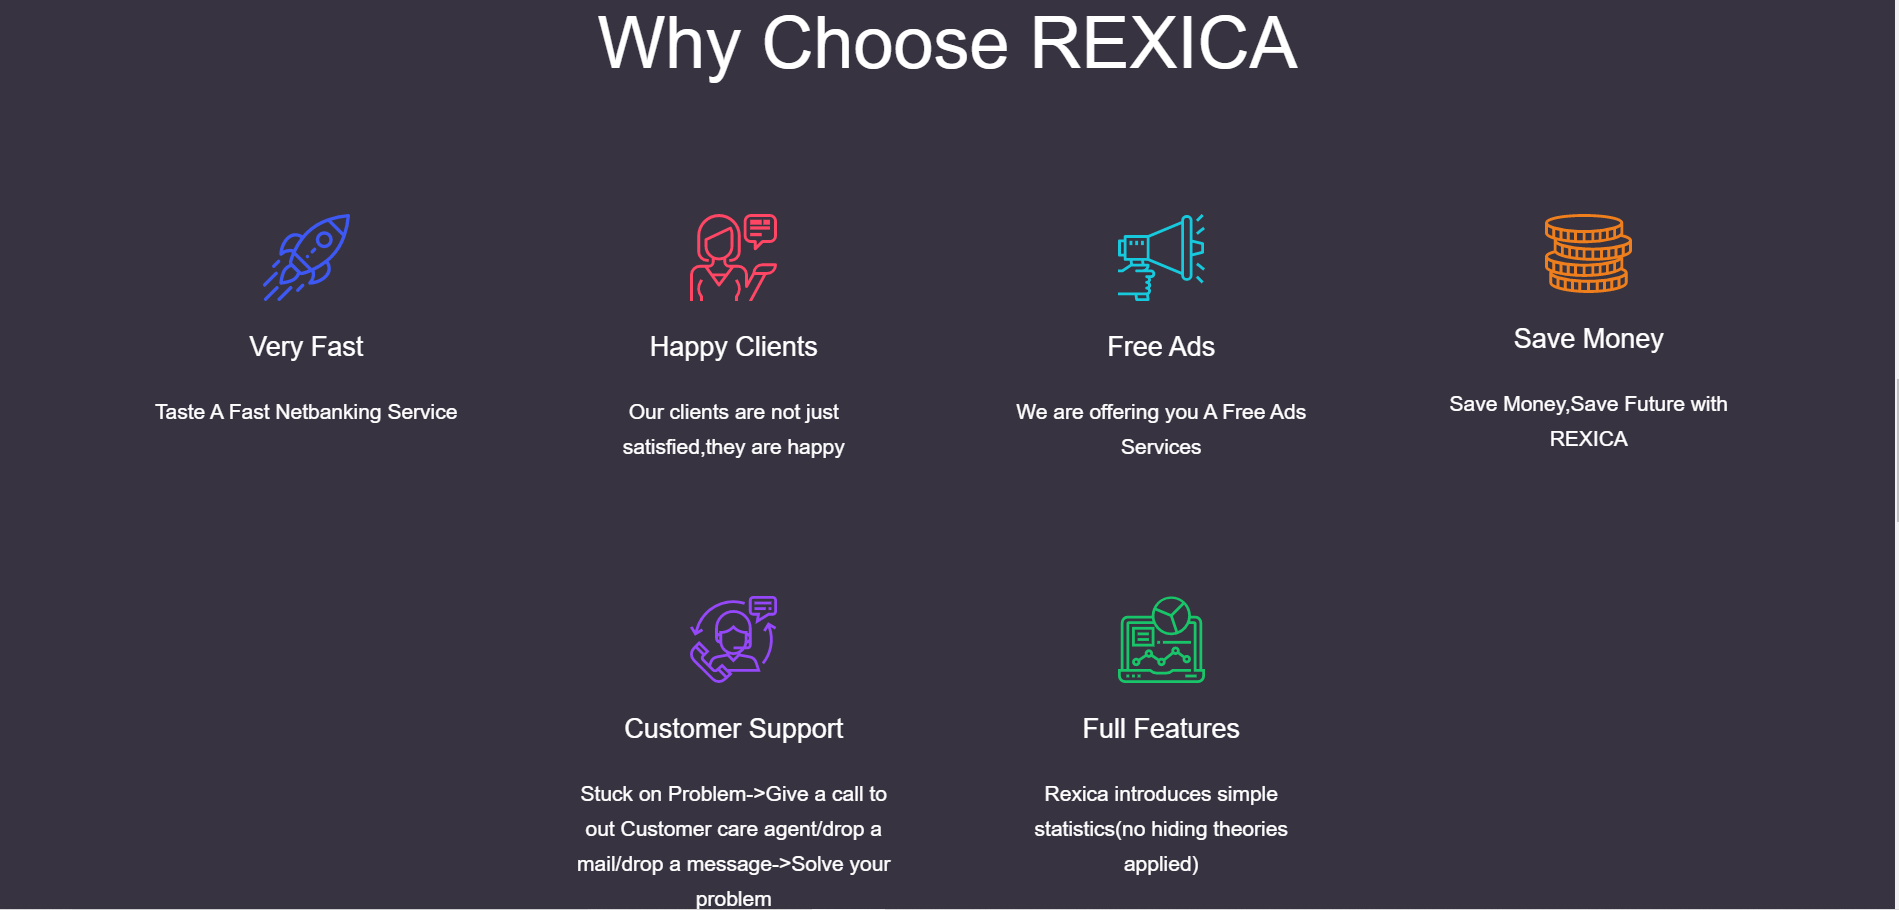 Why Choose REXICA
Very Fast
Taste A Fast Netbanking Service
Happy Clients
Our clients are not just
satisfied,they are happy
Free Ads
We are offering you A Free Ads
Services
Save Money
Save Money,Save Future with
REXICA
Customer Support
Stuck on Problem->Give a call to
out Customer care agent/drop a
mail/drop a message->Solve your
problem
Full Features
Rexica introduces simple
statistics(no hiding theories
applied)